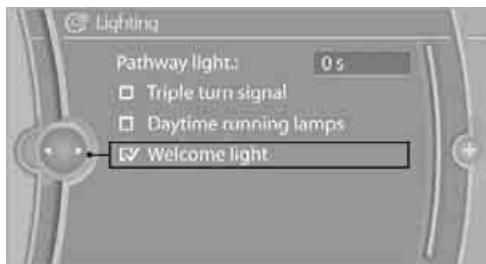 Lighting
Pathway light.: 0 s
Triple turn signal
Daytime running lamps
Welcome light